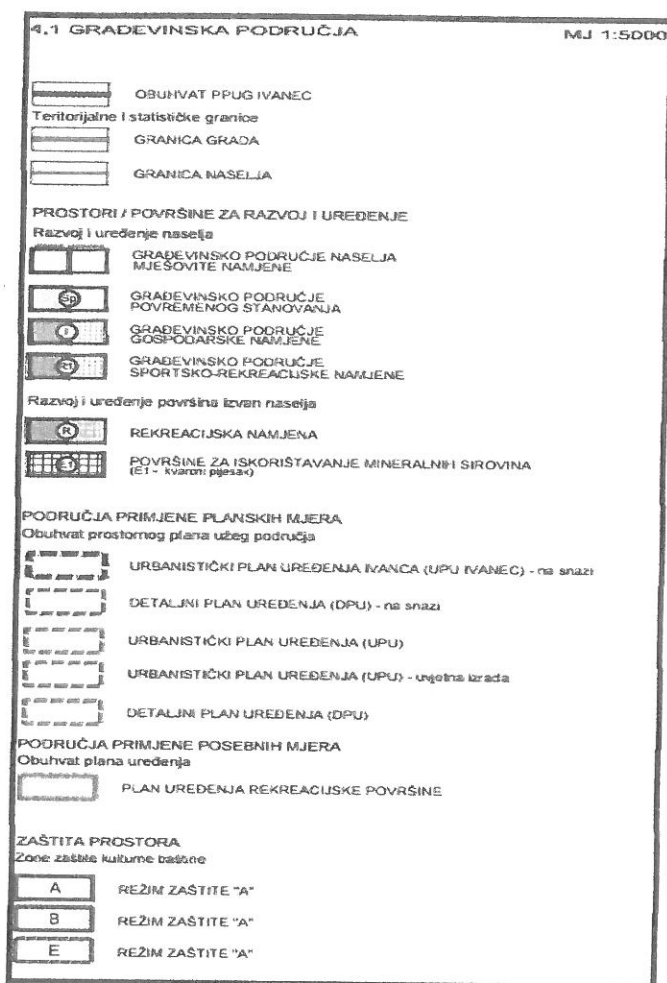 4.1 GRAĐEVINSKA PODRUČJA MJ 1:5000
OBUHVAT PPUG IVANEC
Teritorijalne i statističke granice
GRANICA GRADA
GRANICA NASELJA
PROSTORI / POVRŠINE ZA RAZVOJ I UREĐENJE
Razvoj i uređenje naselja
GRAĐEVINSKO PODRUČJE NASELJA
MJEŠOVITE NAMJENE
Sp GRAĐEVINSKO PODRUČJE
POVREMENOG STANOVANJA
I GRAĐEVINSKO PODRUČJE
GOSPODARSKE NAMJENE
R1 GRAĐEVINSKO PODRUČJE
SPORTSKO-REKREACIJSKE NAMJENE
Razvoj i uređenje površina izvan naselja
R REKREACIJSKA NAMJENA
E1 POVRŠINE ZA ISKORIŠTAVANJE MINERALNIH SIROVINA
(E1 - kvarcni pijesak)
PODRUČJA PRIMJENE PLANSKIH MJERA
Obuhvat prostornog plana užeg područja
URBANISTIČKI PLAN UREĐENJA IVANCA (UPU IVANEC) - na snazi
DETALJNI PLAN UREĐENJA (DPU) - na snazi
URBANISTIČKI PLAN UREĐENJA (UPU)
URBANISTIČKI PLAN UREĐENJA (UPU) - uvjetna izrada
DETALJNI PLAN UREĐENJA (DPU)
PODRUČJA PRIMJENE POSEBNIH MJERA
Obuhvat plana uređenja
PLAN UREĐENJA REKREACIJSKE POVRŠINE
ZAŠTITA PROSTORA
Zone zaštite kulturne baštine
A REŽIM ZAŠTITE "A"
B REŽIM ZAŠTITE "A"
E REŽIM ZAŠTITE "A"